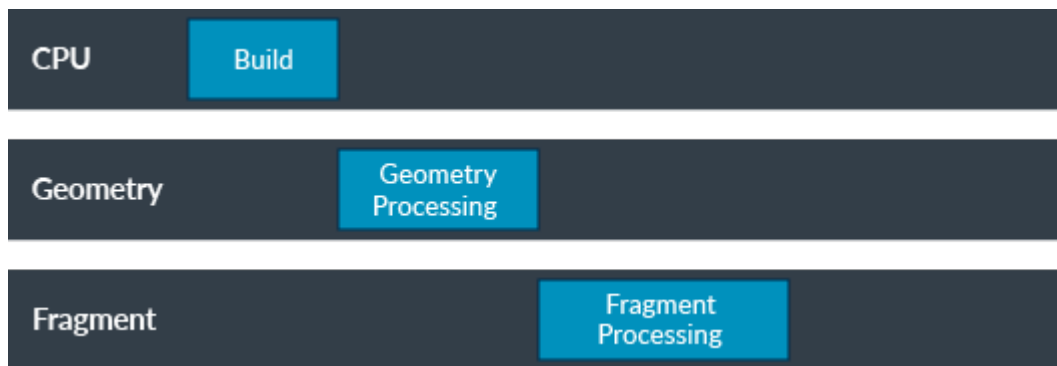 CPU
Build
Geometry
Geometry
Processing
Fragment
Fragment
Processing